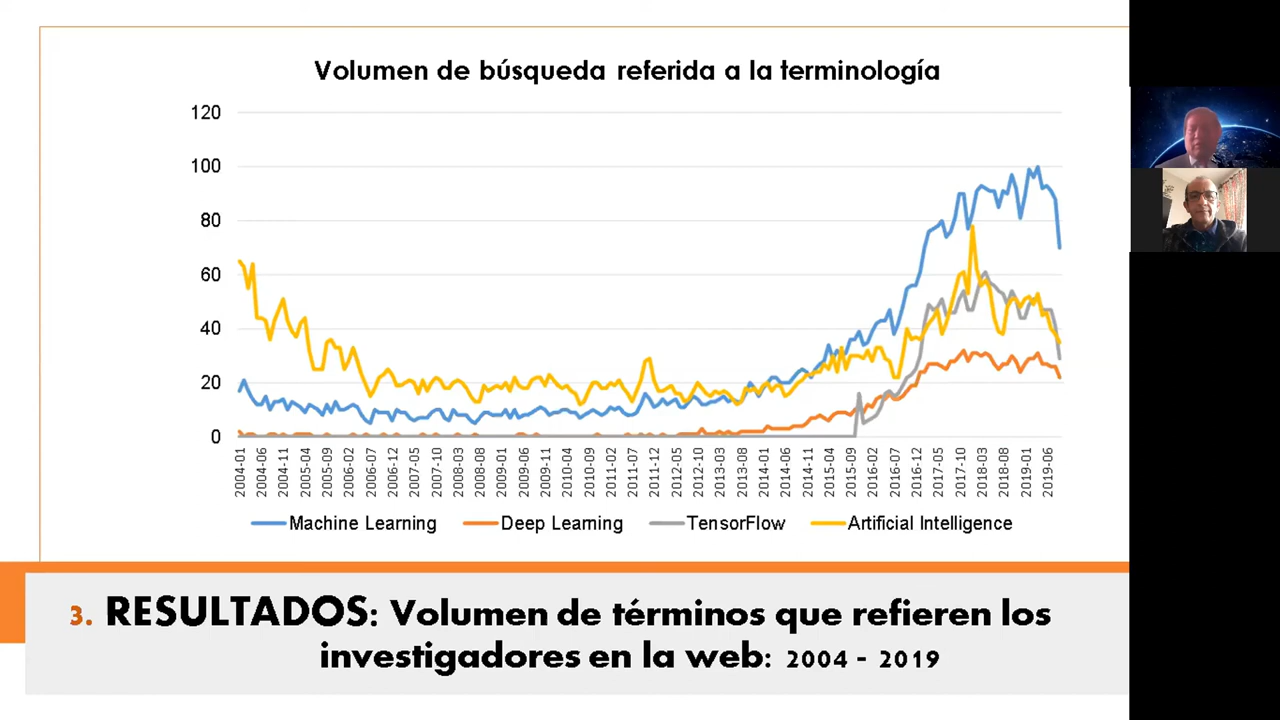 Volumen de búsqueda referida a la terminología
120
100
80
60
40
20
0
2004-01 2004-06 2004-11 2005-04 2005-09 2006-02 2006-07 2006-12 2007-05 2007-10 2008-03 2008-08 2009-01 2009-06 2009-11 2010-04 2010-09 2011-02 2011-07 2011-12 2012-05 2012-10 2013-03 2013-08 2014-01 2014-06 2014-11 2015-04 2015-09 2016-02 2016-07 2016-12 2017-05 2017-10 2018-03 2018-08 2019-01 2019-06
Machine Learning Deep Learning TensorFlow Artificial Intelligence
3. RESULTADOS: Volumen de términos que refieren los
investigadores en la web: 2004 - 2019